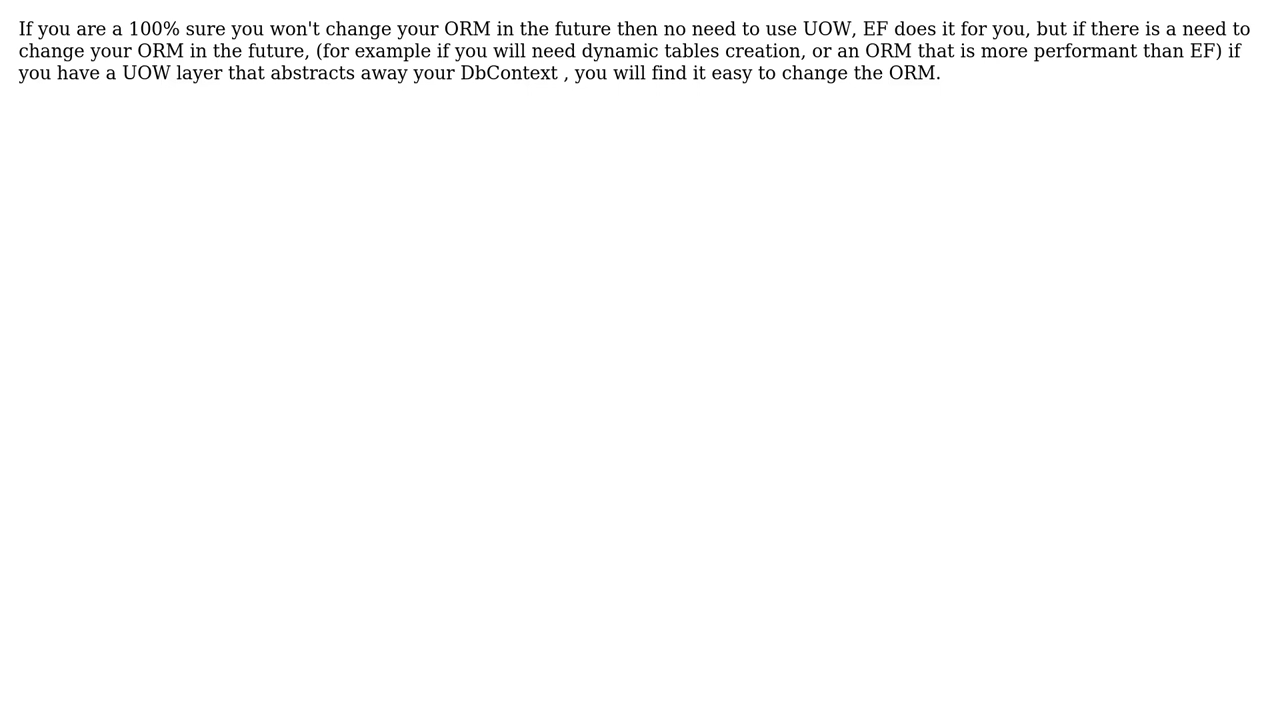 If you are a 100% sure you won't change your ORM in the future then no need to use UOW, EF does it for you, but if there is a need to
change your ORM in the future, (for example if you will need dynamic tables creation, or an ORM that is more performant than EF) if
you have a UOW layer that abstracts away your DbContext , you will find it easy to change the ORM.